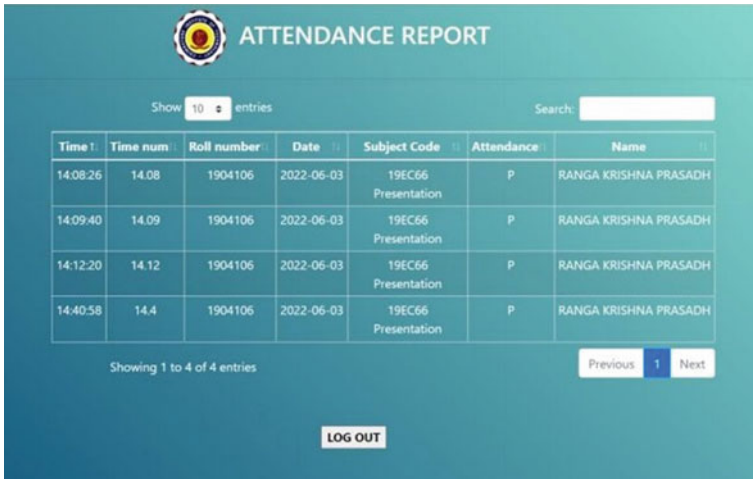 ATTENDANCE REPORT
Show 10 entries
Search:
Time Time num Roll number Date Subject Code Attendance Name
14:08:26 14.08 1904106 2022-06-03 19EC66 Presentation P RANGA KRISHNA PRASADH
14:09:40 14.09 1904106 2022-06-03 19EC66 Presentation P RANGA KRISHNA PRASADH
14:12:20 14.12 1904106 2022-06-03 19EC66 Presentation P RANGA KRISHNA PRASADH
14:40:58 14.4 1904106 2022-06-03 19EC66 Presentation P RANGA KRISHNA PRASADH
Showing 1 to 4 of 4 entries
Previous 1 Next
LOG OUT